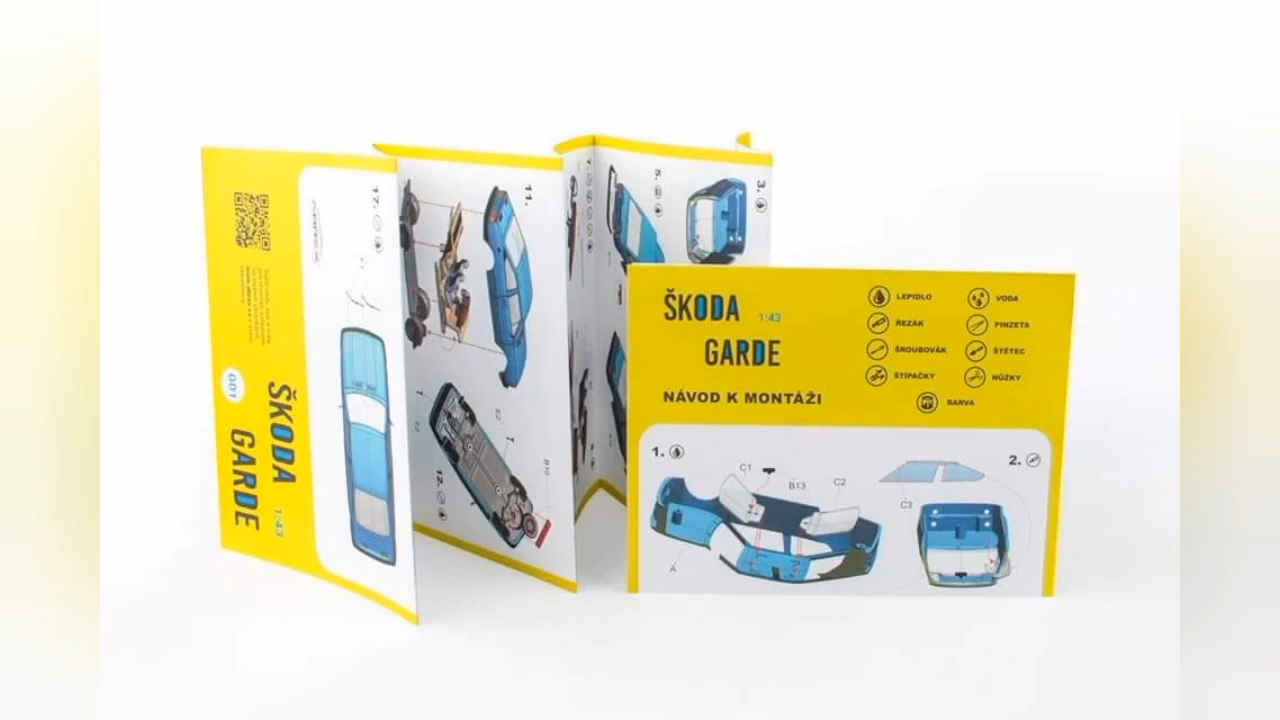 ŠKODA 1:43
GARDE
NÁVOD K MONTÁŽI
LEPIDLO
VODA
ŘEZÁK
PINZETA
ŠROUBOVÁK
ŠTĚTEC
ŠTÍPAČKY
NŮŽKY
BARVA
1.
C1
B13
C2
A
2.
C3
3.
5.
11.
12.
B16
17.
001
ŠKODA 1:43
GARDE